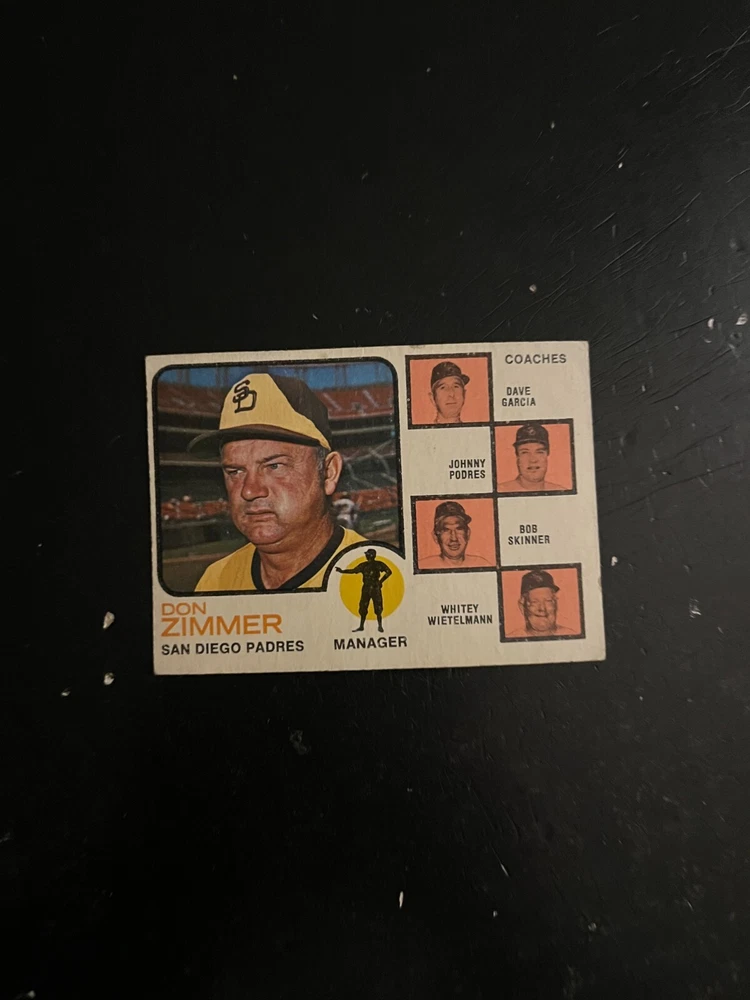 SD
COACHES
DAVE
GARCIA
JOHNNY
PODRES
BOB
SKINNER
WHITEY
WIETELMANN
DON
ZIMMER
SAN DIEGO PADRES
MANAGER